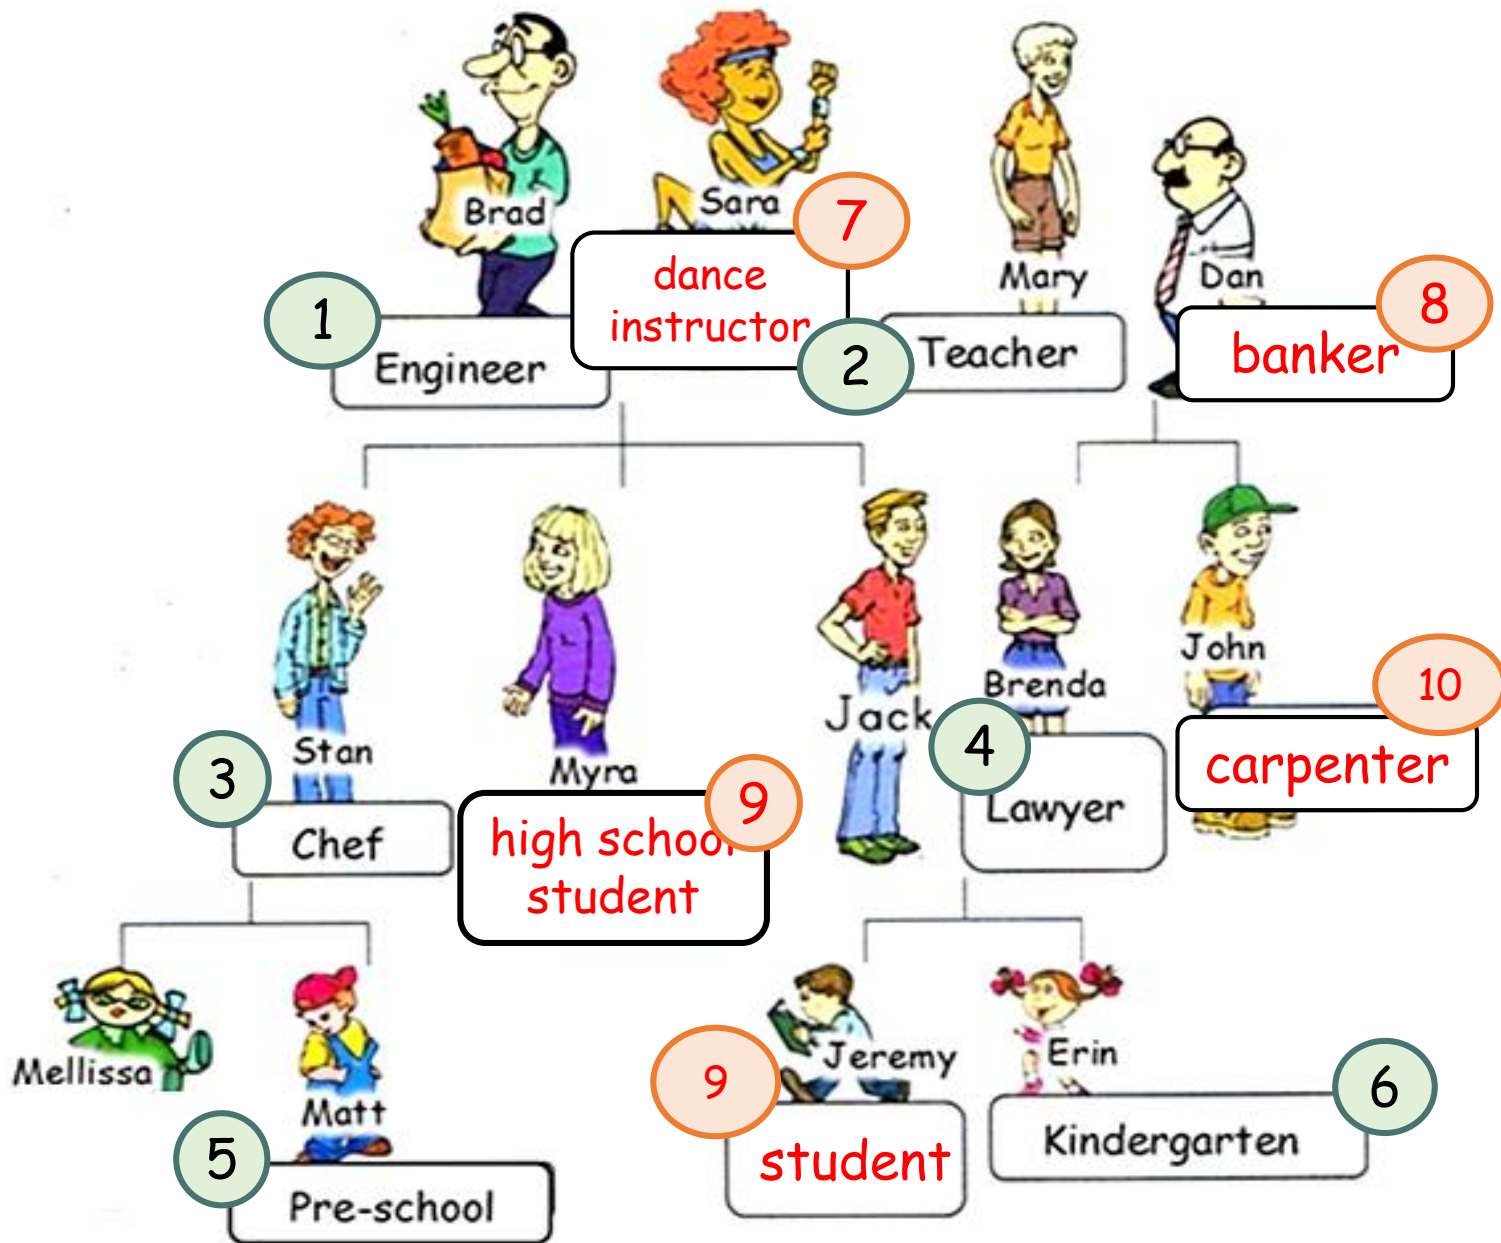 Brad
Sara
7
Mary
Dan
1
Engineer
dance
instructor
2
Teacher
8
banker
Stan
Myra
Jack
Brenda
John
3
Chef
9
high school
student
4
Lawyer
10
carpenter
Mellissa
Matt
Jeremy
Erin
5
Pre-school
9
student
6
Kindergarten